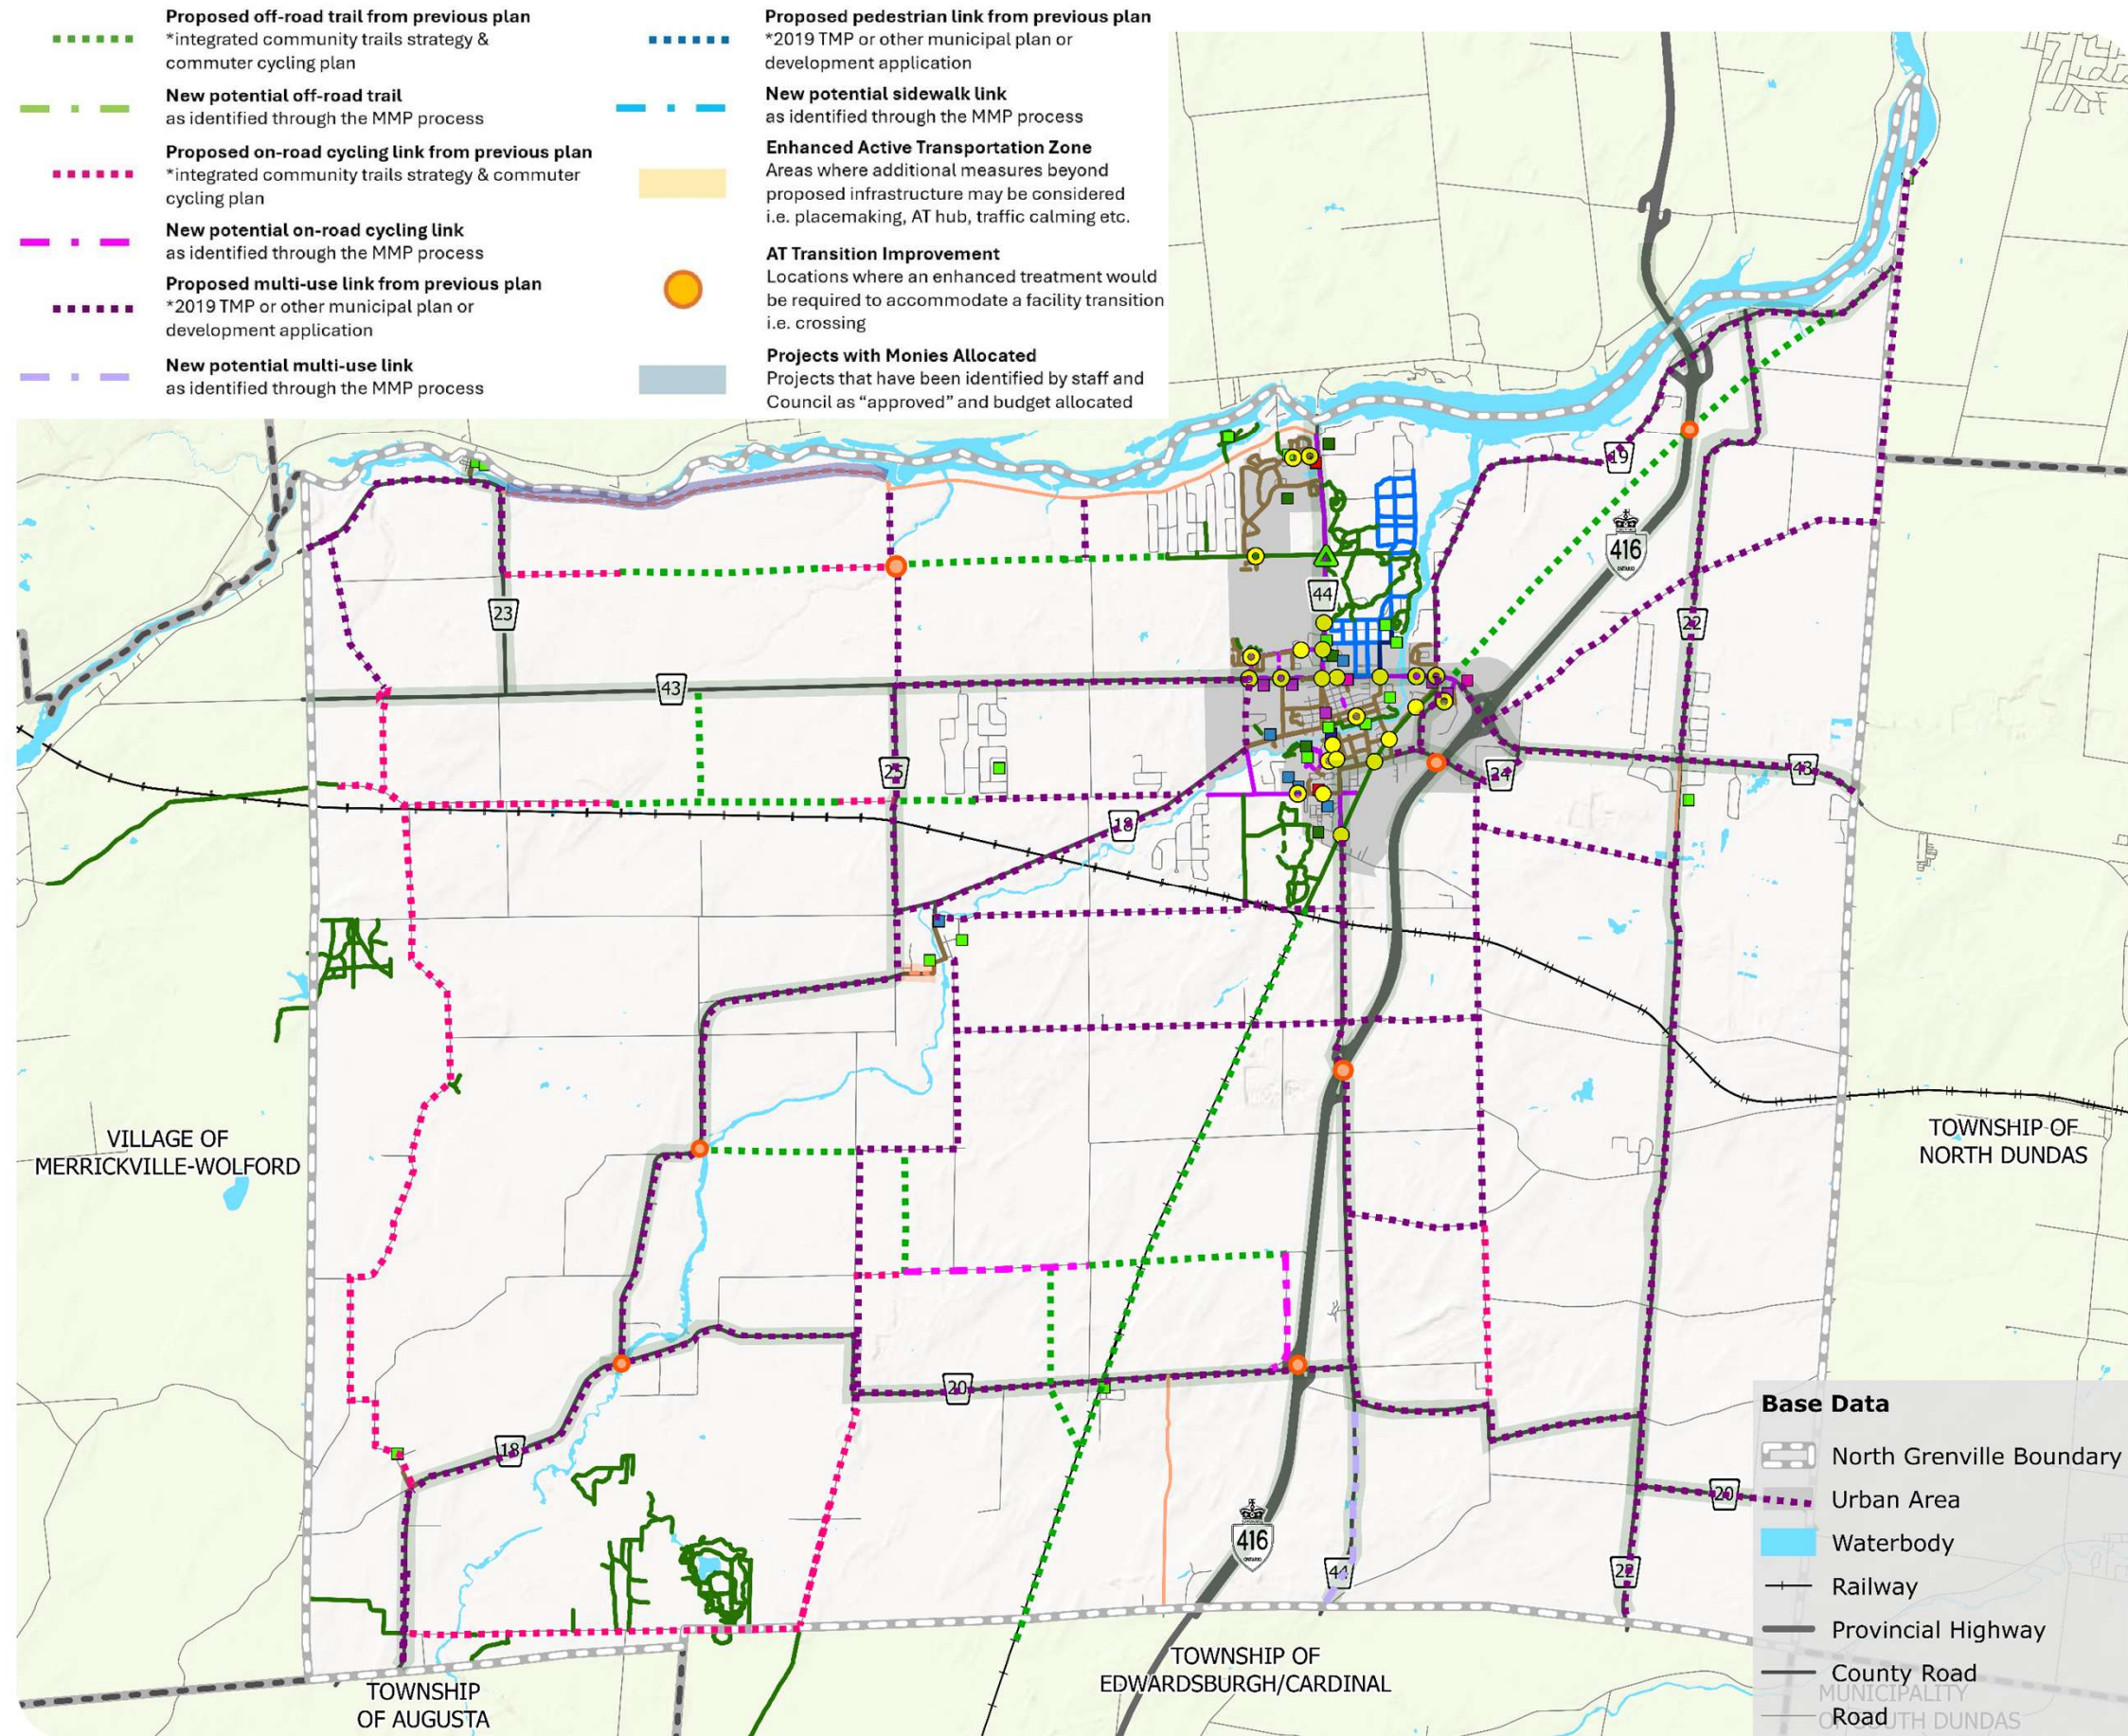 Proposed off-road trail from previous plan
*integrated community trails strategy &
commuter cycling plan
New potential off-road trail
as identified through the MMP process
Proposed on-road cycling link from previous plan
*integrated community trails strategy & commuter
cycling plan
New potential on-road cycling link
as identified through the MMP process
Proposed multi-use link from previous plan
*2019 TMP or other municipal plan or
development application
New potential multi-use link
as identified through the MMP process
Proposed pedestrian link from previous plan
*2019 TMP or other municipal plan or
development application
New potential sidewalk link
as identified through the MMP process
Enhanced Active Transportation Zone
Areas where additional measures beyond
proposed infrastructure may be considered
i.e. placemaking, AT hub, traffic calming etc.
AT Transition Improvement
Locations where an enhanced treatment would
be required to accommodate a facility transition
i.e. crossing
Projects with Monies Allocated
Projects that have been identified by staff and
Council as “approved” and budget allocated
19
416
ONTARIO
44
23
22
43
25
24
43
18
VILLAGE OF
MERRICKVILLE-WOLFORD
TOWNSHIP OF
NORTH DUNDAS
20
18
20
416
ONTARIO
44
22
TOWNSHIP OF
EDWARDSBURGH/CARDINAL
TOWNSHIP
OF AUGUSTA
Base Data
North Grenville Boundary
Urban Area
Waterbody
Railway
Provincial Highway
County Road
MUNICIPALITY
Road
OF SOUTH DUNDAS